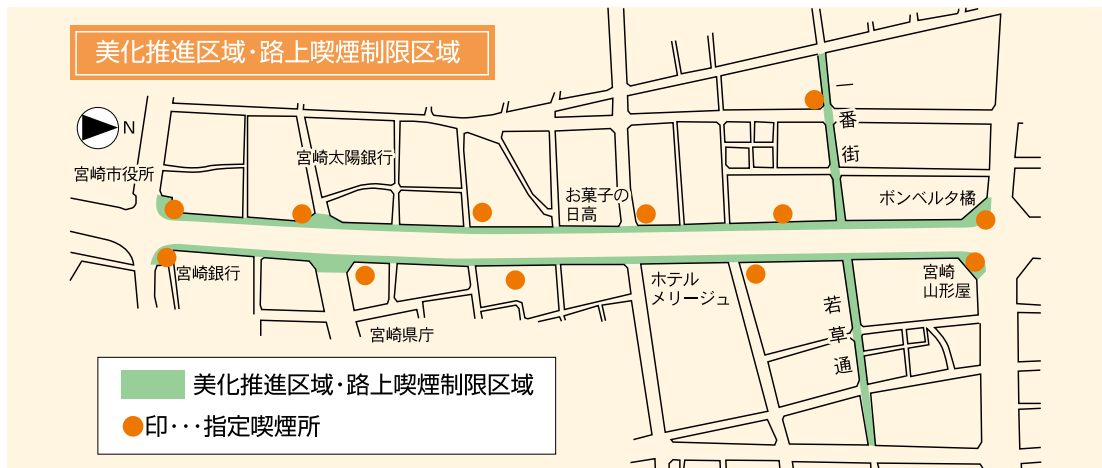 美化推進区域･路上喫煙制限区域
N
宮崎市役所
宮崎太陽銀行
お菓子の
日高
一番街
ボンベルタ橘
宮崎銀行
宮崎県庁
ホテル
メリージュ
若草通
宮崎
山形屋
美化推進区域･路上喫煙制限区域
印･･･指定喫煙所